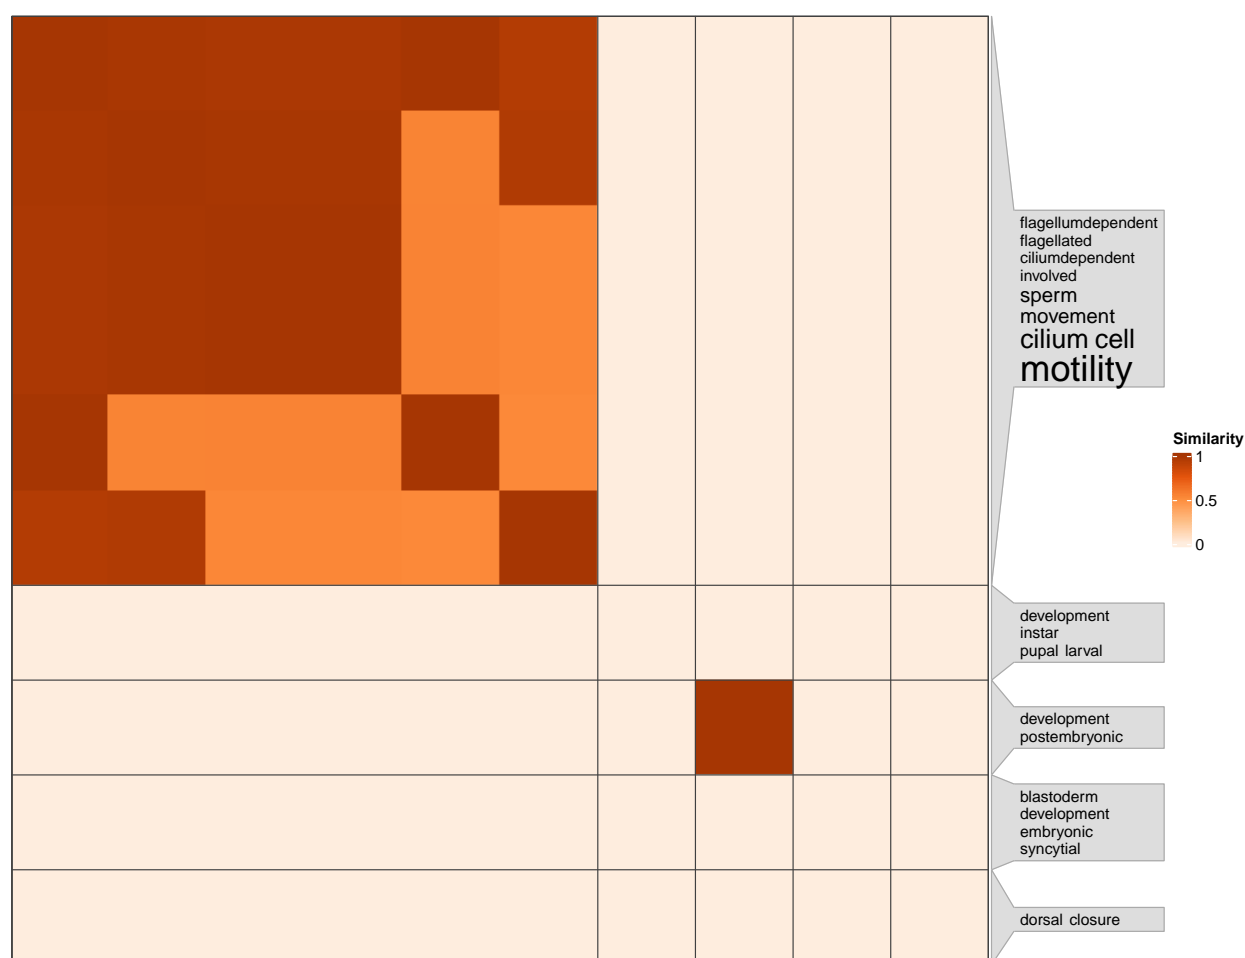 flagellumdependent
flagellated
ciliumdependent
involved
sperm
movement
cilium cell
motility
Similarity
1
0.5
0
development
instar
pupal larval
development
postembryonic
blastoderm
development
embryonic
syncytial
dorsal closure